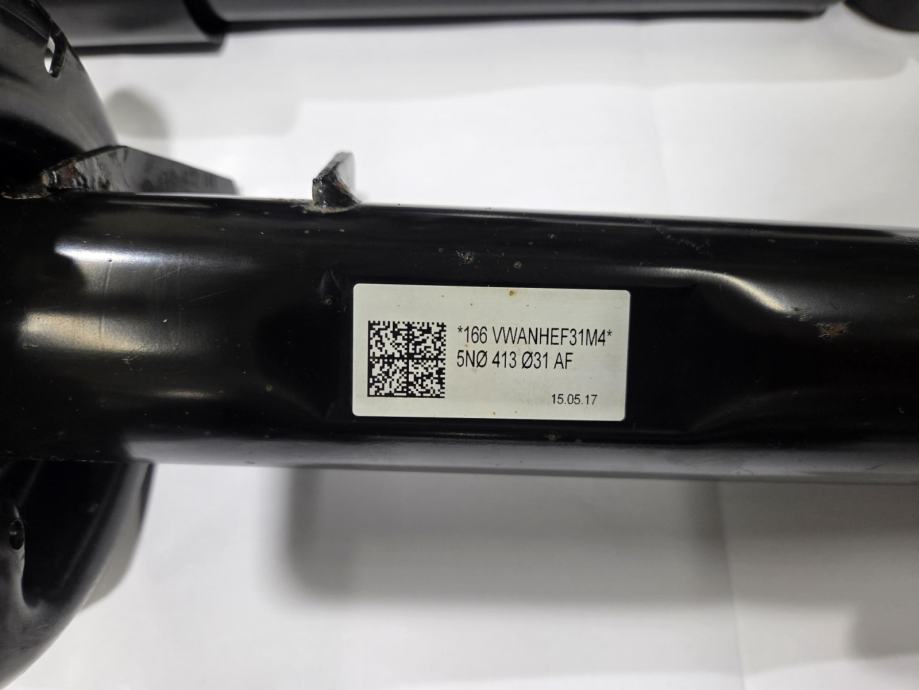 *166 VWANHEF31M4*
5NØ 413 Ø31 AF
15.05.17